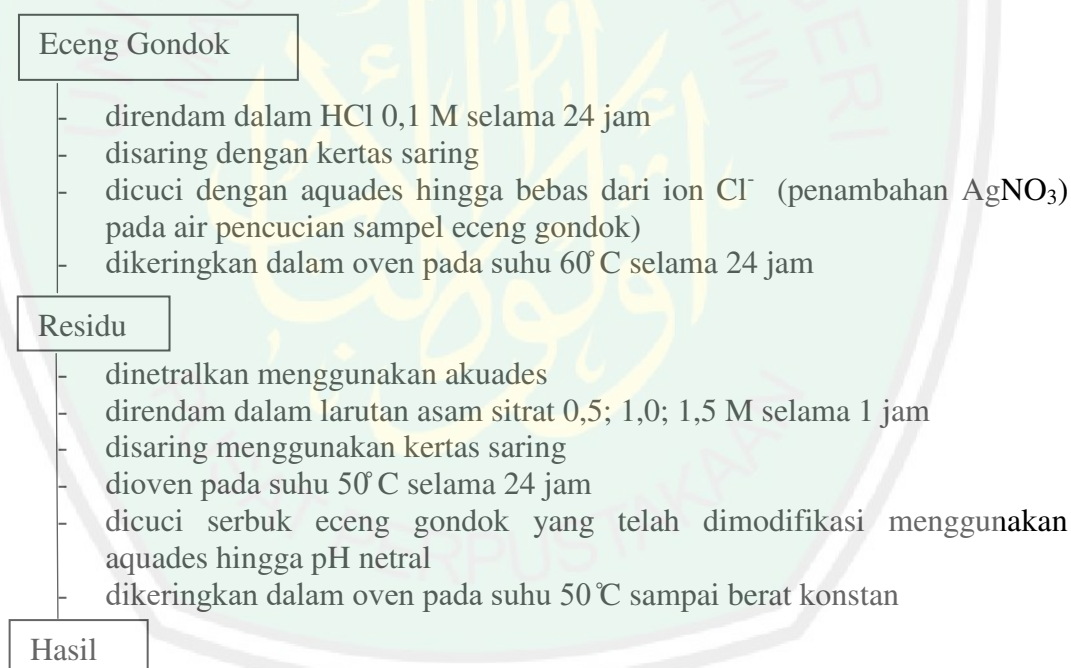 Eceng Gondok
- direndam dalam HCl 0,1 M selama 24 jam
- disaring dengan kertas saring
- dicuci dengan aquades hingga bebas dari ion Cl⁻ (penambahan AgNO₃)
pada air pencucian sampel eceng gondok)
- dikeringkan dalam oven pada suhu 60°C selama 24 jam
Residu
- dinetralkan menggunakan akuades
- direndam dalam larutan asam sitrat 0,5; 1,0; 1,5 M selama 1 jam
- disaring menggunakan kertas saring
- dioven pada suhu 50°C selama 24 jam
- dicuci serbuk eceng gondok yang telah dimodifikasi menggunakan
aquades hingga pH netral
- dikeringkan dalam oven pada suhu 50°C sampai berat konstan
Hasil